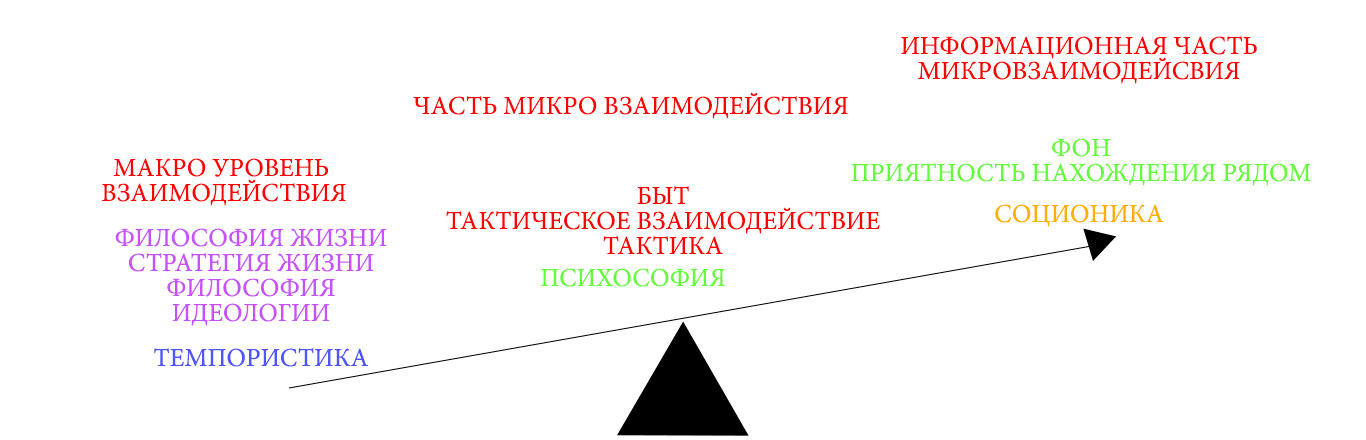 МАКРО УРОВЕНЬ
ВЗАИМОДЕЙСТВИЯ
ФИЛОСОФИЯ ЖИЗНИ
СТРАТЕГИЯ ЖИЗНИ
ФИЛОСОФИЯ
ИДЕОЛОГИИ
ТЕМПОРИСТИКА
ЧАСТЬ МИКРО ВЗАИМОДЕЙСТВИЯ
БЫТ
ТАКТИЧЕСКОЕ ВЗАИМОДЕЙСТВИЕ
ТАКТИКА
ПСИХОСОФИЯ
ИНФОРМАЦИОННАЯ ЧАСТЬ
МИКРОВЗАИМОДЕЙСВИЯ
ФОН
ПРИЯТНОСТЬ НАХОЖДЕНИЯ РЯДОМ
СОЦИОНИКА